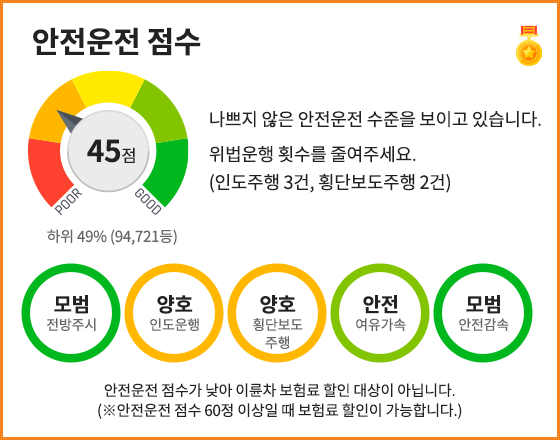 안전운전 점수
45점
POOR
GOOD
하위 49% (94,721등)
나쁘지 않은 안전운전 수준을 보이고 있습니다.
위법운행 횟수를 줄여주세요.
(인도주행 3건, 횡단보도주행 2건)
모범
전방주시
양호
인도운행
양호
횡단보도
주행
안전
여유가속
모범
안전감속
안전운전 점수가 낮아 이륜차 보험료 할인 대상이 아닙니다.
(※안전운전 점수 60정 이상일 때 보험료 할인이 가능합니다.)